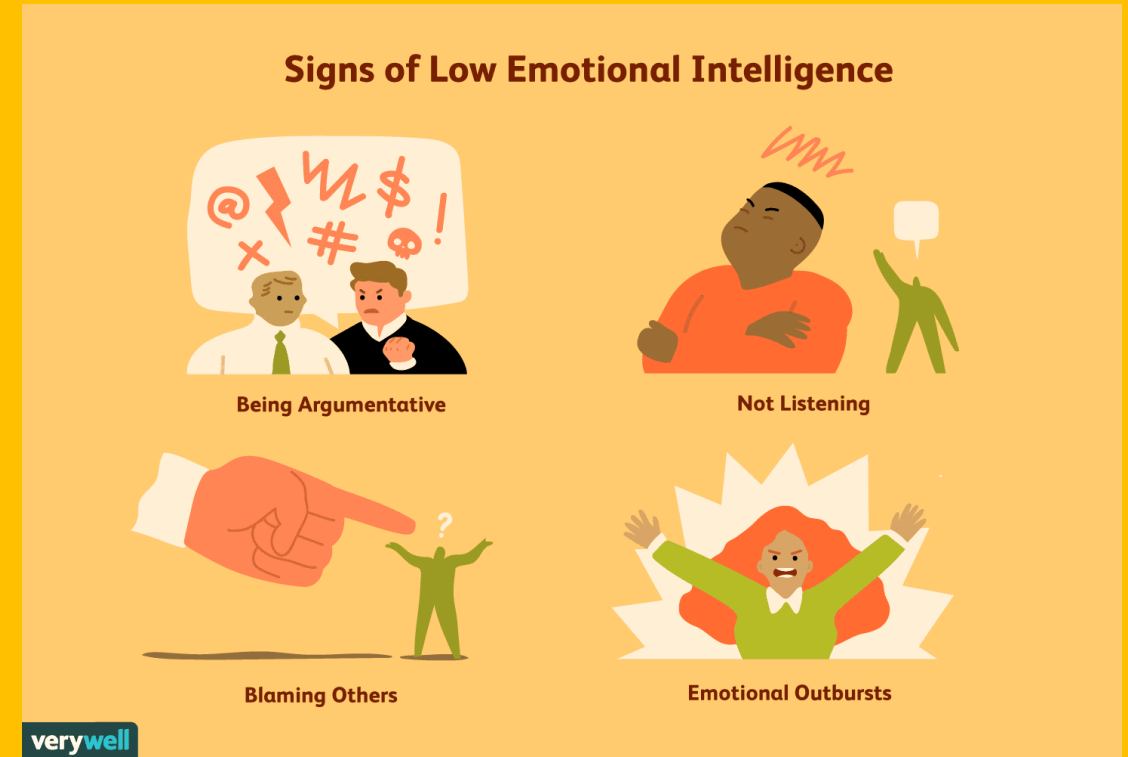 Signs of Low Emotional Intelligence
@ $ ! # ×
Being Argumentative
Not Listening
?
Blaming Others
Emotional Outbursts
verywell